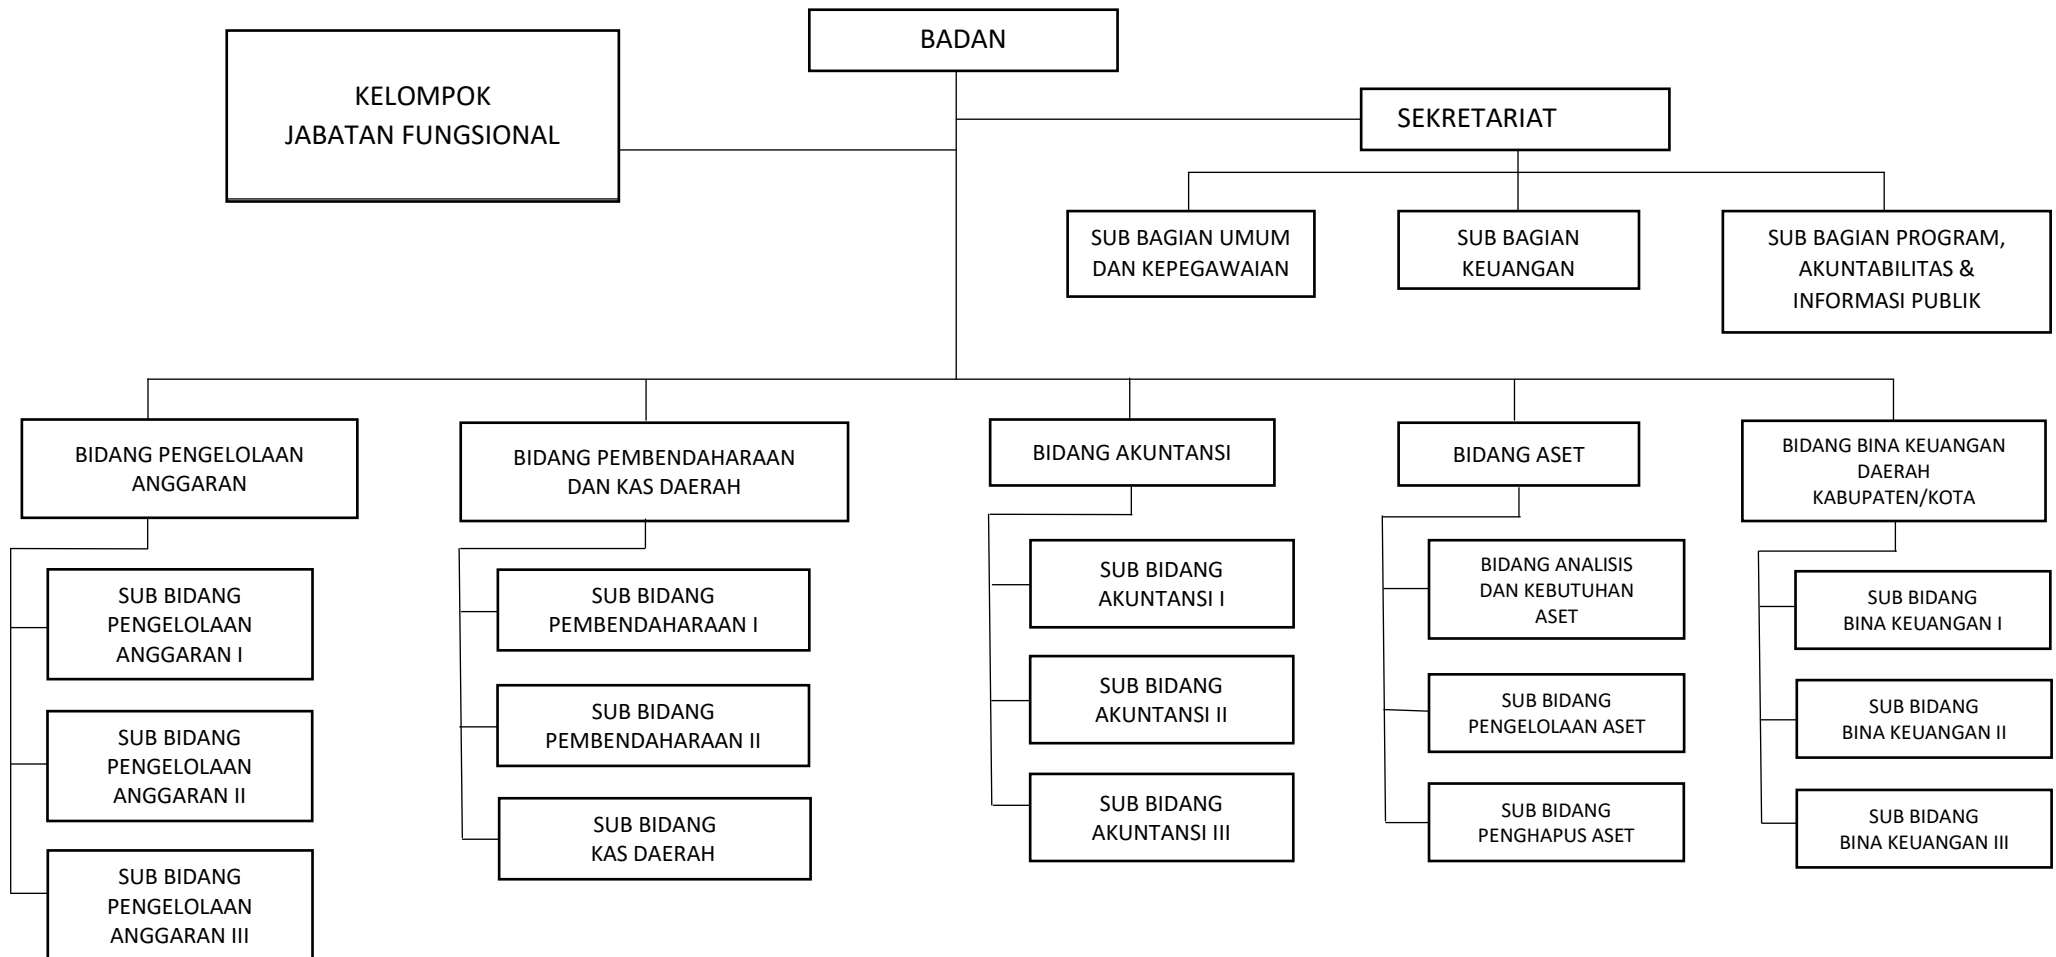 BADAN
KELOMPOK
JABATAN FUNGSIONAL
SEKRETARIAT
SUB BAGIAN UMUM
DAN KEPEGAWAIAN
SUB BAGIAN
KEUANGAN
SUB BAGIAN PROGRAM,
AKUNTABILITAS &
INFORMASI PUBLIK
BIDANG PENGELOLAAN
ANGGARAN
BIDANG PEMBENDAHARAAN
DAN KAS DAERAH
BIDANG AKUNTANSI
BIDANG ASET
BIDANG BINA KEUANGAN
DAERAH
KABUPATEN/KOTA
SUB BIDANG
PENGELOLAAN
ANGGARAN I
SUB BIDANG
PENGELOLAAN
ANGGARAN II
SUB BIDANG
PENGELOLAAN
ANGGARAN III
SUB BIDANG
PEMBENDAHARAAN I
SUB BIDANG
PEMBENDAHARAAN II
SUB BIDANG
KAS DAERAH
SUB BIDANG
AKUNTANSI I
SUB BIDANG
AKUNTANSI II
SUB BIDANG
AKUNTANSI III
BIDANG ANALISIS
DAN KEBUTUHAN
ASET
SUB BIDANG
PENGELOLAAN ASET
SUB BIDANG
PENGHAPUS ASET
SUB BIDANG
BINA KEUANGAN I
SUB BIDANG
BINA KEUANGAN II
SUB BIDANG
BINA KEUANGAN III